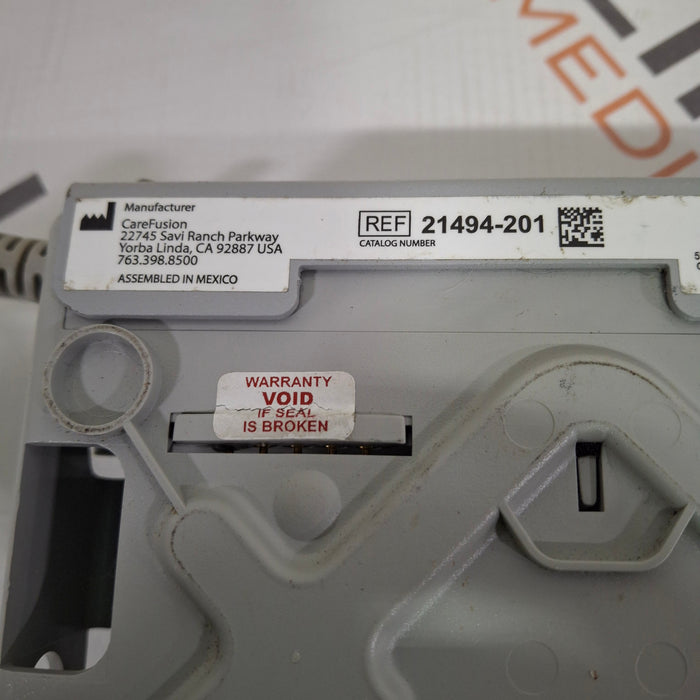 MEDI
Manufacturer
CareFusion
22745 Savi Ranch Parkway
Yorba Linda, CA 92887 USA
763.398.8500
ASSEMBLED IN MEXICO
REF 21494-201
CATALOG NUMBER
WARRANTY
VOID
IF SEAL
IS BROKEN